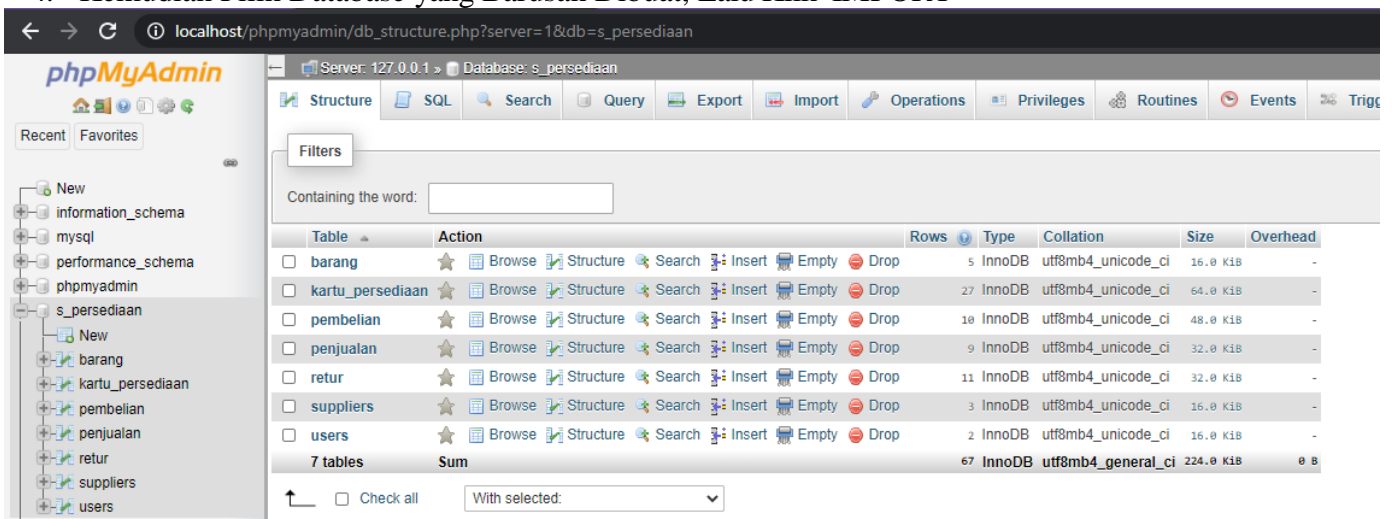 localhost/phpmyadmin/db_structure.php?server=1&db=s_persediaan
phpMyAdmin
Recent Favorites
New
information_schema
mysql
performance_schema
phpmyadmin
s_persediaan
New
barang
kartu_persediaan
pembelian
penjualan
retur
suppliers
users
Server: 127.0.0.1 » Database: s_persediaan
Structure SQL Search Query Export Import Operations Privileges Routines Events Trigg
Filters
Containing the word:
Table Action Rows Type Collation Size Overhead
barang Browse Structure Search Insert Empty Drop 5 InnoDB utf8mb4_unicode_ci 16.0 KiB -
kartu_persediaan Browse Structure Search Insert Empty Drop 27 InnoDB utf8mb4_unicode_ci 64.0 KiB -
pembelian Browse Structure Search Insert Empty Drop 10 InnoDB utf8mb4_unicode_ci 48.0 KiB -
penjualan Browse Structure Search Insert Empty Drop 9 InnoDB utf8mb4_unicode_ci 32.0 KiB -
retur Browse Structure Search Insert Empty Drop 11 InnoDB utf8mb4_unicode_ci 32.0 KiB -
suppliers Browse Structure Search Insert Empty Drop 3 InnoDB utf8mb4_unicode_ci 16.0 KiB -
users Browse Structure Search Insert Empty Drop 2 InnoDB utf8mb4_unicode_ci 16.0 KiB -
7 tables Sum 67 InnoDB utf8mb4_general_ci 224.0 KiB 0 B
Check all With selected: